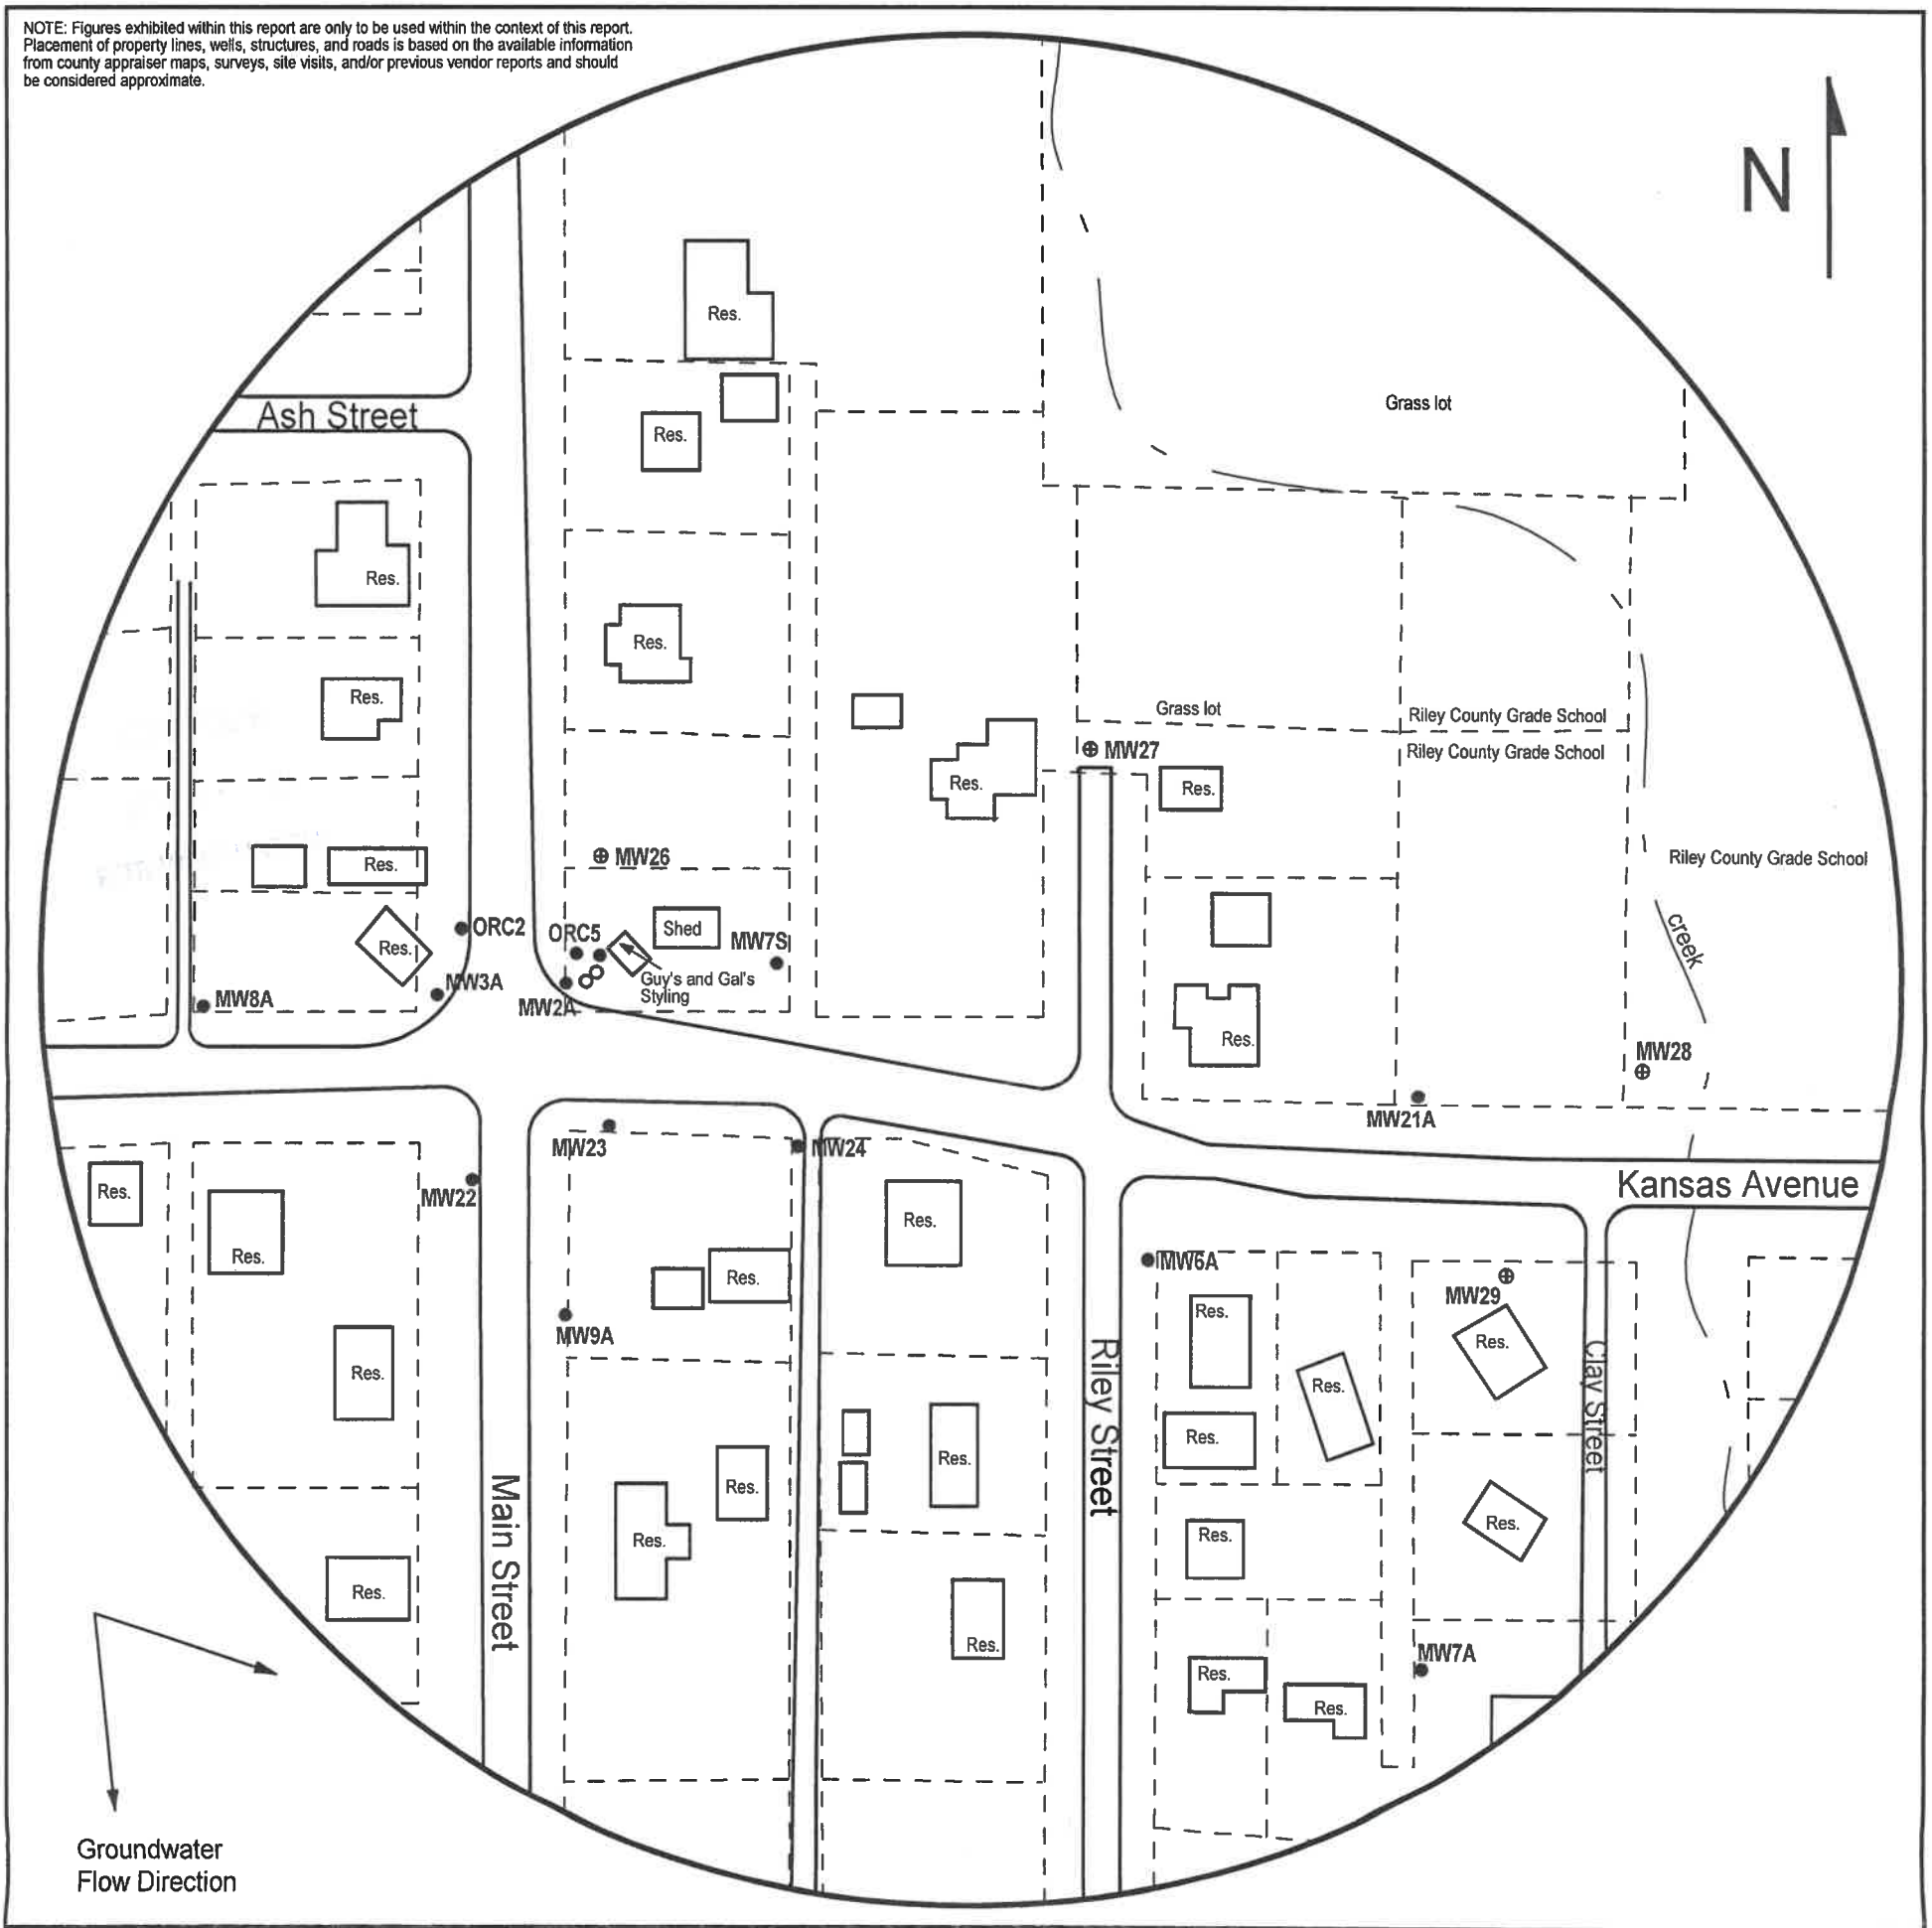 NOTE: Figures exhibited within this report are only to be used within the context of this report.
Placement of property lines, wells, structures, and roads is based on the available information
from county appraiser maps, surveys, site visits, and/or previous vendor reports and should
be considered approximate.
N
Res.
Grass lot
Ash Street
Res.
Res.
Res.
Res.
Grass lot
Riley County Grade School
MW27
Riley County Grade School
Res.
Res.
MW26
Res.
Riley County Grade School
ORC2
ORC5
Shed
MW7S
Res.
creek
Guy's and Gal's
Styling
MW3A
MW8A
MW2A
Res.
MW28
MW21A
MW23
MW24
Res.
MW22
Kansas Avenue
Res.
Res.
MW6A
Res.
MW29
Res.
MW9A
Res.
Res.
Riley Street
Clay Street
Res.
Res.
Res.
Res.
Res.
Main Street
Res.
Res.
Res.
Res.
Res.
MW7A
Res.
Res.
Groundwater
Flow Direction